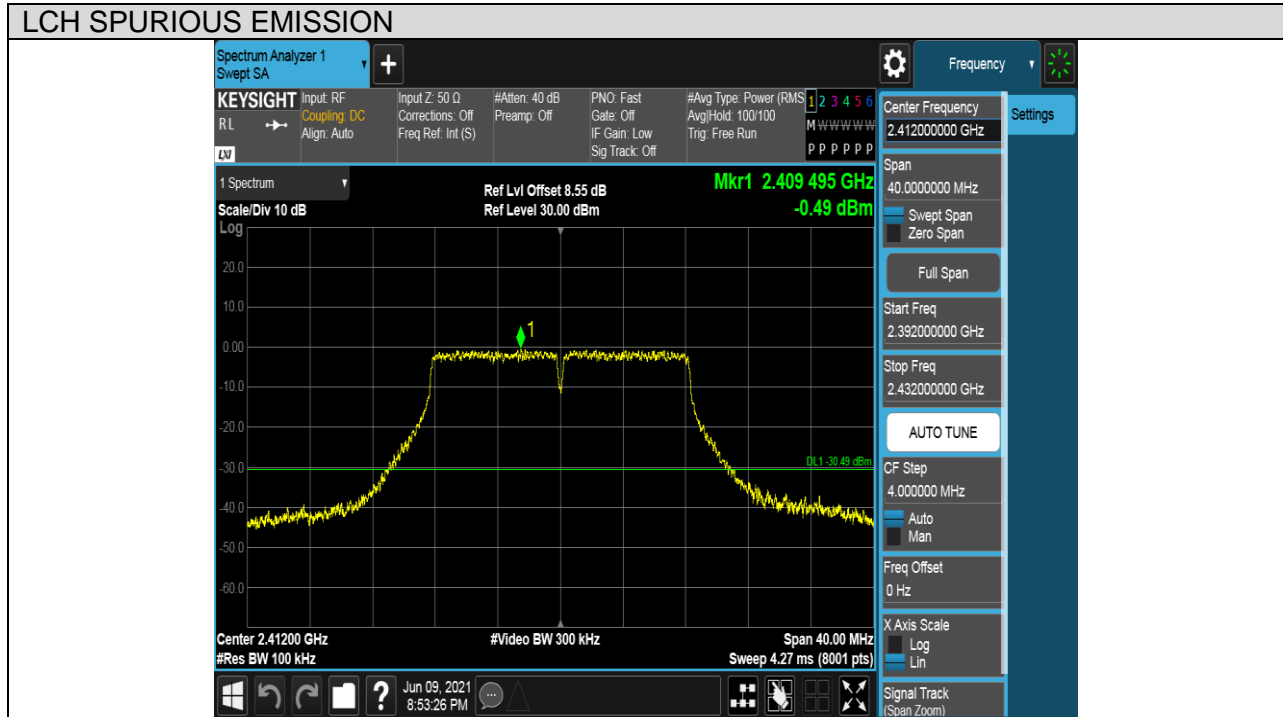 LCH SPURIOUS EMISSION
Spectrum Analyzer 1
Swept SA
+
Frequency
KEYSIGHT
RL
LXI
Input: RF
Coupling: DC
Align: Auto
Input Z: 50 Ω
Corrections: Off
Freq Ref: Int (S)
#Atten: 40 dB
Preamp: Off
PNO: Fast
Gate: Off
IF Gain: Low
Sig Track: Off
#Avg Type: Power (RMS
Avg|Hold: 100/100
Trig: Free Run
1 2 3 4 5 6
M W W W W W
P P P P P P
Center Frequency
2.412000000 GHz
Settings
1 Spectrum
Scale/Div 10 dB
Log
Ref Lvl Offset 8.55 dB
Ref Level 30.00 dBm
Mkr1 2.409 495 GHz
-0.49 dBm
Span
40.0000000 MHz
Swept Span
Zero Span
Full Span
Start Freq
2.392000000 GHz
Stop Freq
2.432000000 GHz
AUTO TUNE
CF Step
4.000000 MHz
Auto
Man
Freq Offset
0 Hz
X Axis Scale
Log
Lin
Signal Track
(Span Zoom)
20.0
10.0
0.00
-10.0
-20.0
-30.0
-40.0
-50.0
-60.0
1
DL1 -30.49 dBm
Center 2.41200 GHz
#Res BW 100 kHz
#Video BW 300 kHz
Span 40.00 MHz
Sweep 4.27 ms (8001 pts)
?
Jun 09, 2021
8:53:26 PM